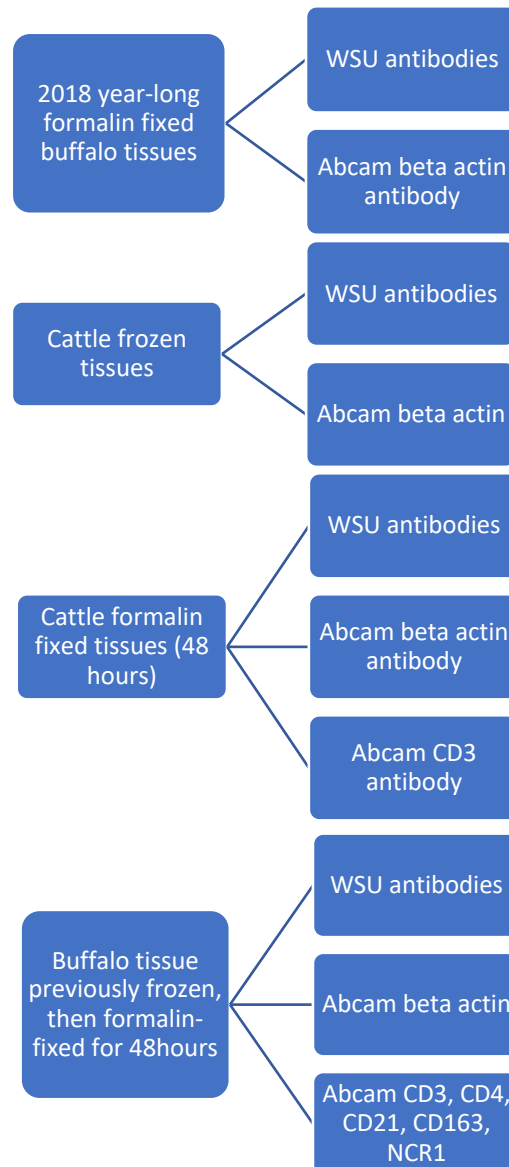 2018 year-long
formalin fixed
buffalo tissues
WSU antibodies
Abcam beta actin
antibody
Cattle frozen
tissues
WSU antibodies
Abcam beta actin
Cattle formalin
fixed tissues (48
hours)
WSU antibodies
Abcam beta actin
antibody
Abcam CD3
antibody
Buffalo tissue
previously frozen,
then formalin-
fixed for 48hours
WSU antibodies
Abcam beta actin
Abcam CD3, CD4,
CD21, CD163,
NCR1